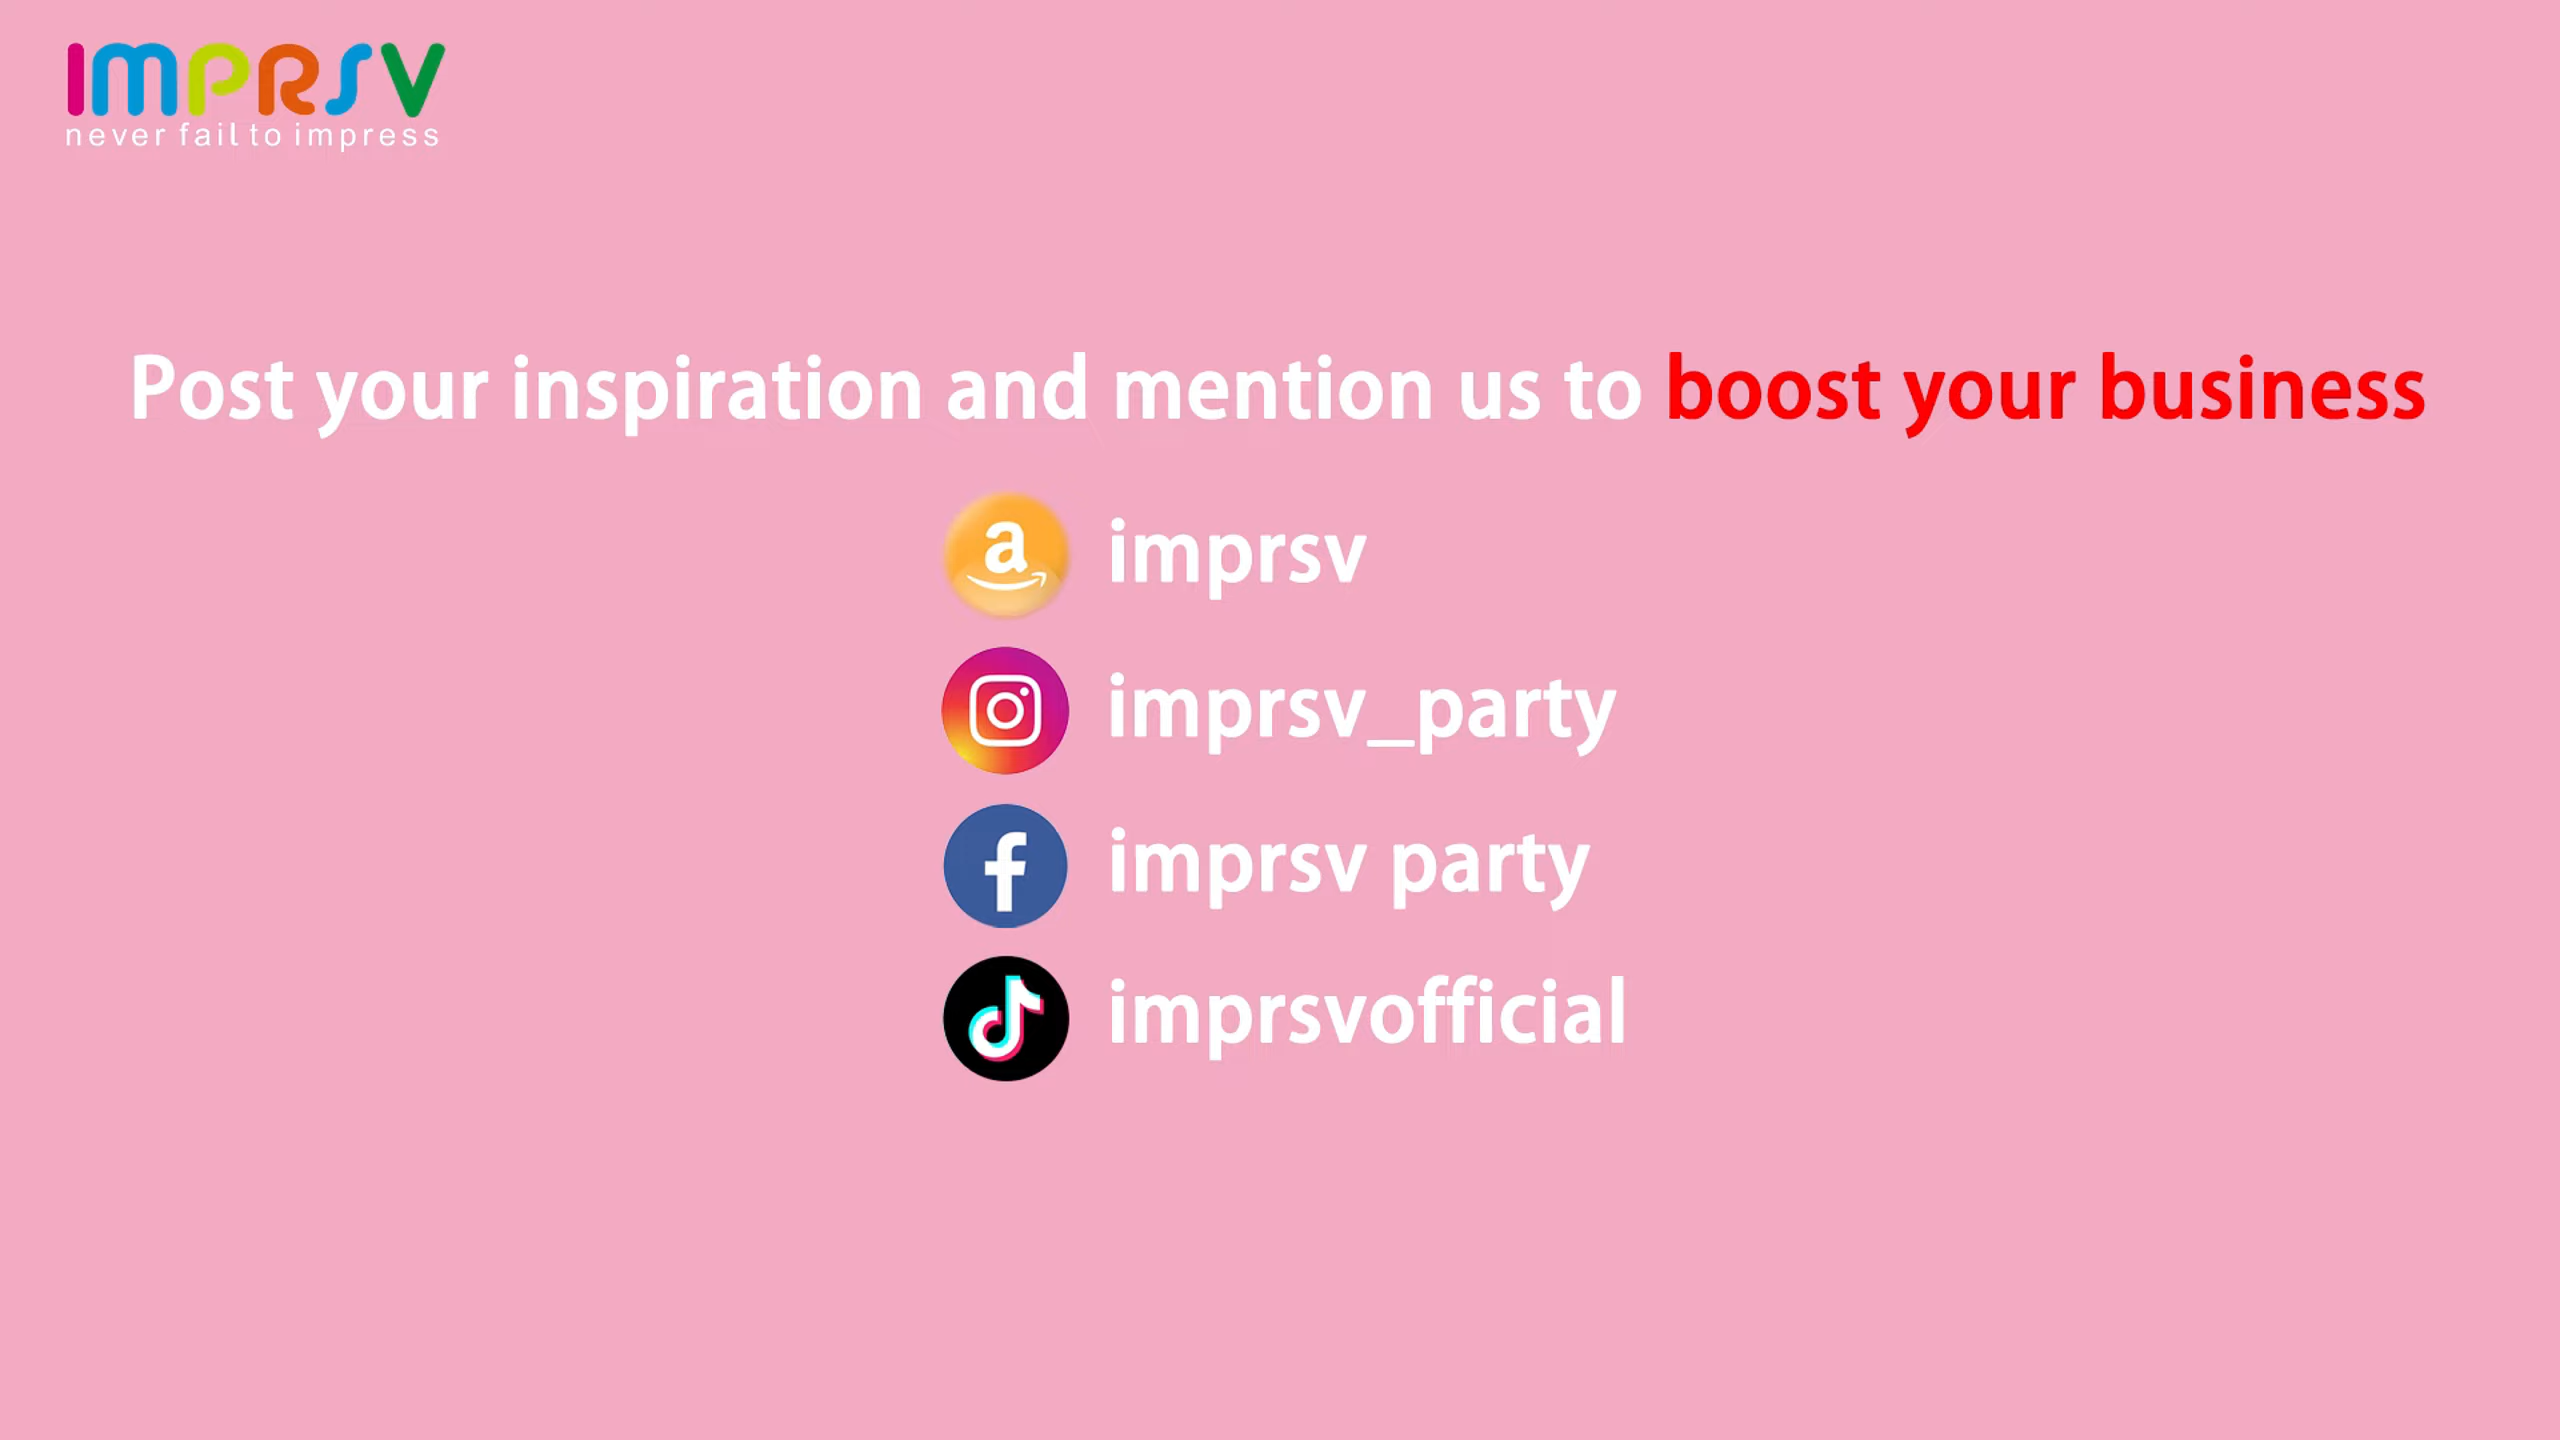 IMPRSV
never fail to impress
Post your inspiration and mention us to boost your business
imprsv
imprsv_party
imprsv party
imprsvofficial